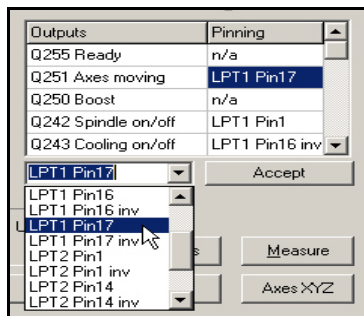 Outputs Pinning
Q255 Ready n/a
Q251 Axes moving LPT1 Pin17
Q250 Boost n/a
Q242 Spindle on/off LPT1 Pin1
Q243 Cooling on/off LPT1 Pin16 inv
LPT1 Pin17 Accept
LPT1 Pin16
LPT1 Pin16 inv
LPT1 Pin17
LPT1 Pin17 inv
LPT2 Pin1
LPT2 Pin1 inv
LPT2 Pin14
LPT2 Pin14 inv
Measure
Axes XYZ